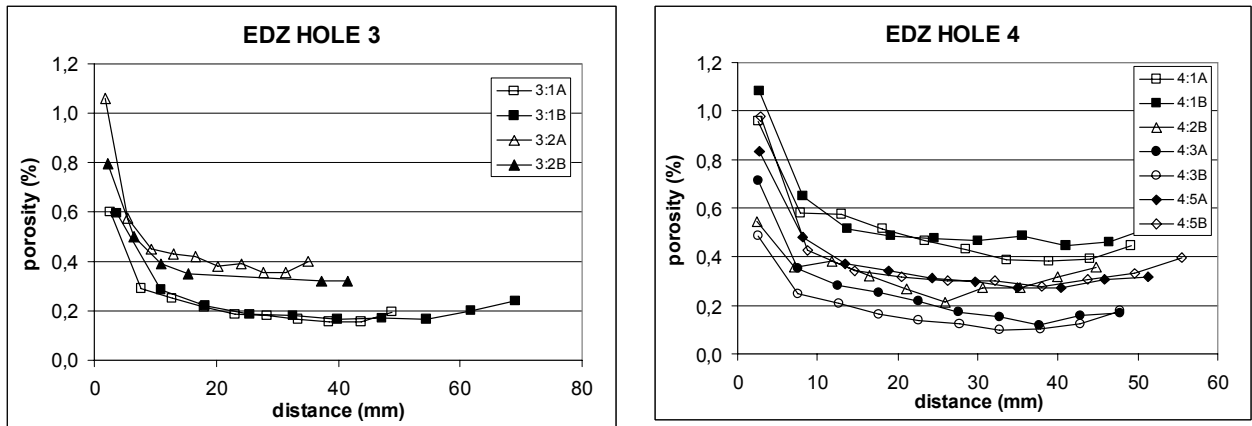 EDZ HOLE 3
1,2
1,0
0,8
0,6
0,4
0,2
0,0
porosity (%)
0 20 40 60 80
distance (mm)
3:1A
3:1B
3:2A
3:2B
EDZ HOLE 4
1,2
1,0
0,8
0,6
0,4
0,2
0,0
porosity (%)
0 10 20 30 40 50 60
distance (mm)
4:1A
4:1B
4:2B
4:3A
4:3B
4:5A
4:5B